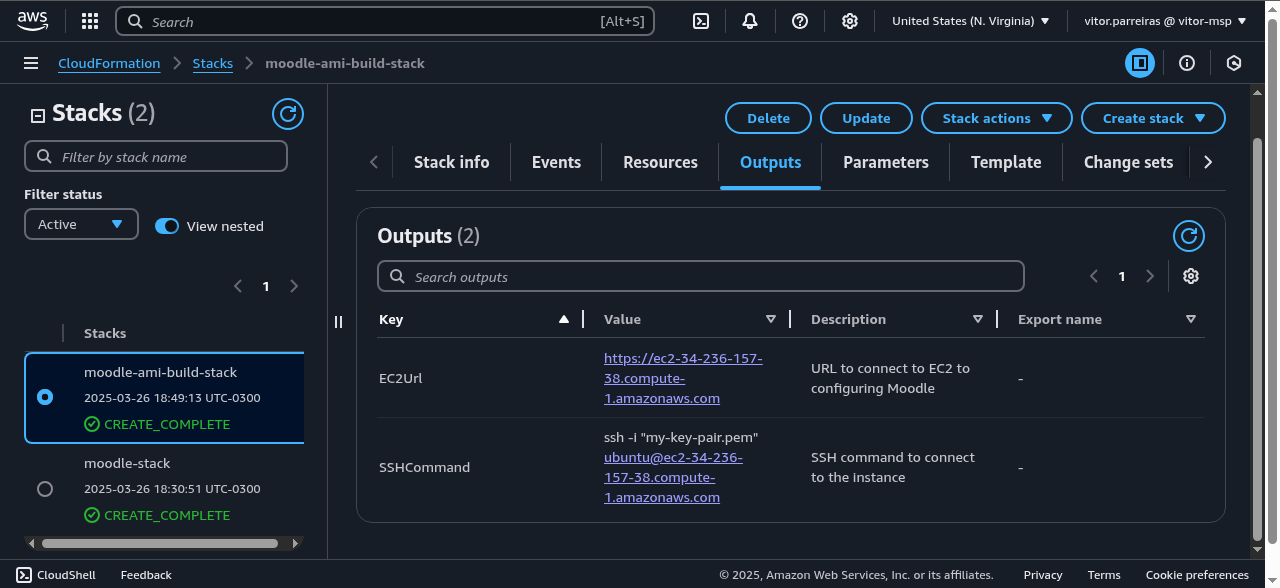 aws
Search [Alt+S]
United States (N. Virginia)
vitor.parreiras @ vitor-msp
CloudFormation
Stacks
moodle-ami-build-stack
Stacks (2)
Filter by stack name
Filter status
Active
View nested
1
Stacks
moodle-ami-build-stack
2025-03-26 18:49:13 UTC-0300
CREATE_COMPLETE
moodle-stack
2025-03-26 18:30:51 UTC-0300
CREATE_COMPLETE
Delete
Update
Stack actions
Create stack
Stack info
Events
Resources
Outputs
Parameters
Template
Change sets
Outputs (2)
Search outputs
1
Key
Value
Description
Export name
EC2Url
https://ec2-34-236-157-
38.compute-
1.amazonaws.com
URL to connect to EC2 to
configuring Moodle
-
SSHCommand
ssh -i "my-key-pair.pem"
ubuntu@ec2-34-236-
157-38.compute-
1.amazonaws.com
SSH command to connect
to the instance
-
CloudShell
Feedback
© 2025, Amazon Web Services, Inc. or its affiliates.
Privacy
Terms
Cookie preferences